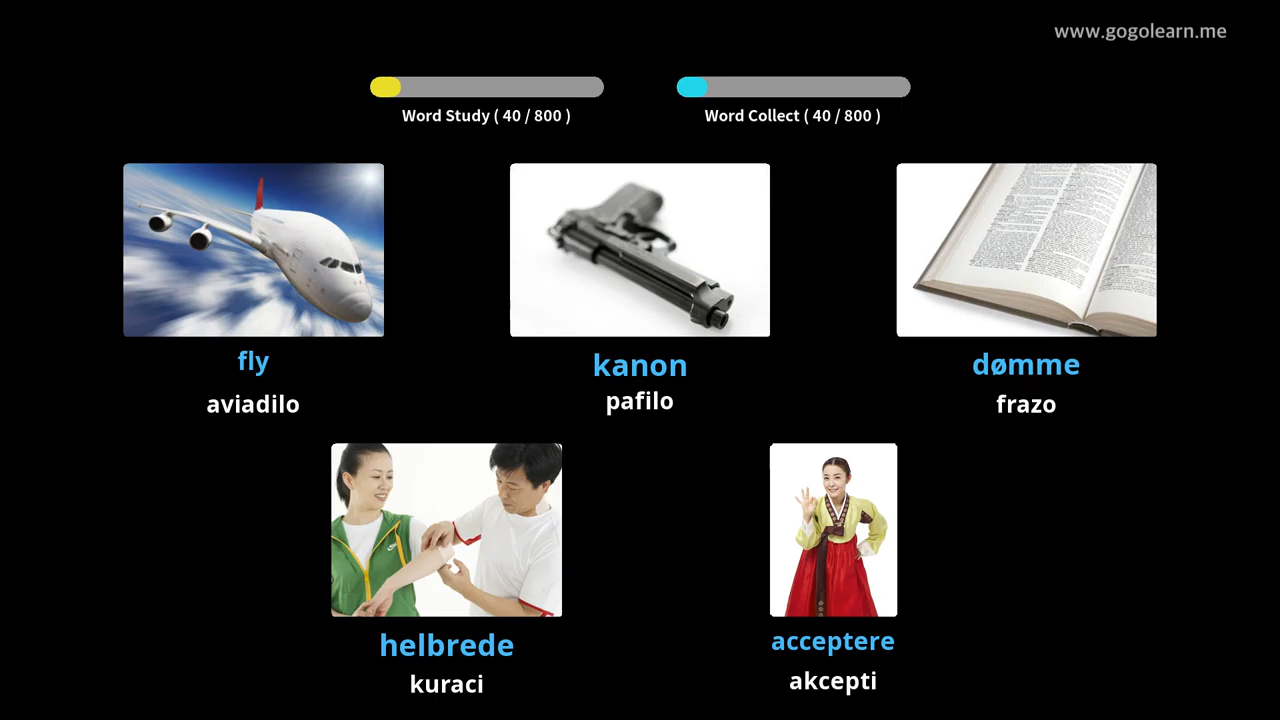 www.gogolearn.me
Word Study ( 40 / 800 )
Word Collect ( 40 / 800 )
fly
aviadilo
kanon
pafilo
dømme
frazo
helbrede
kuraci
acceptere
akcepti